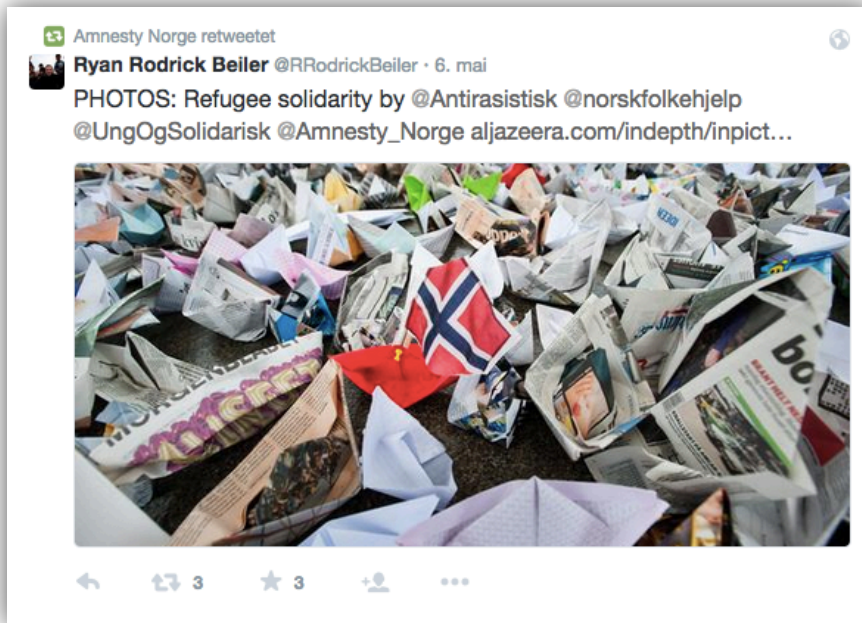 Amnesty Norge retweetet
Ryan Rodrick Beiler @RRodrickBeiler · 6. mai
PHOTOS: Refugee solidarity by @Antirasistisk @norskfolkehjelp
@UngOgSolidarisk @Amnesty_Norge aljazeera.com/indepth/inpict…
MORGENBLADET
3 3